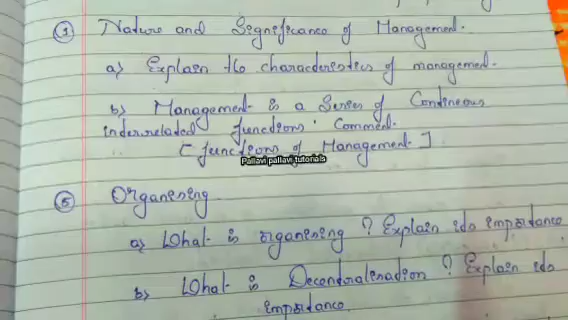 ① Nature and Significance of Management.
a) Explain the characteristics of management.
b) Management is a Series of Continuous
interrelated functions. Comment.
[functions of Management.]
Pallavi pallavi tutorials
⑤ Organising
a) What is organising ? Explain its importance
b) What is Decentralisation ? Explain its
importance